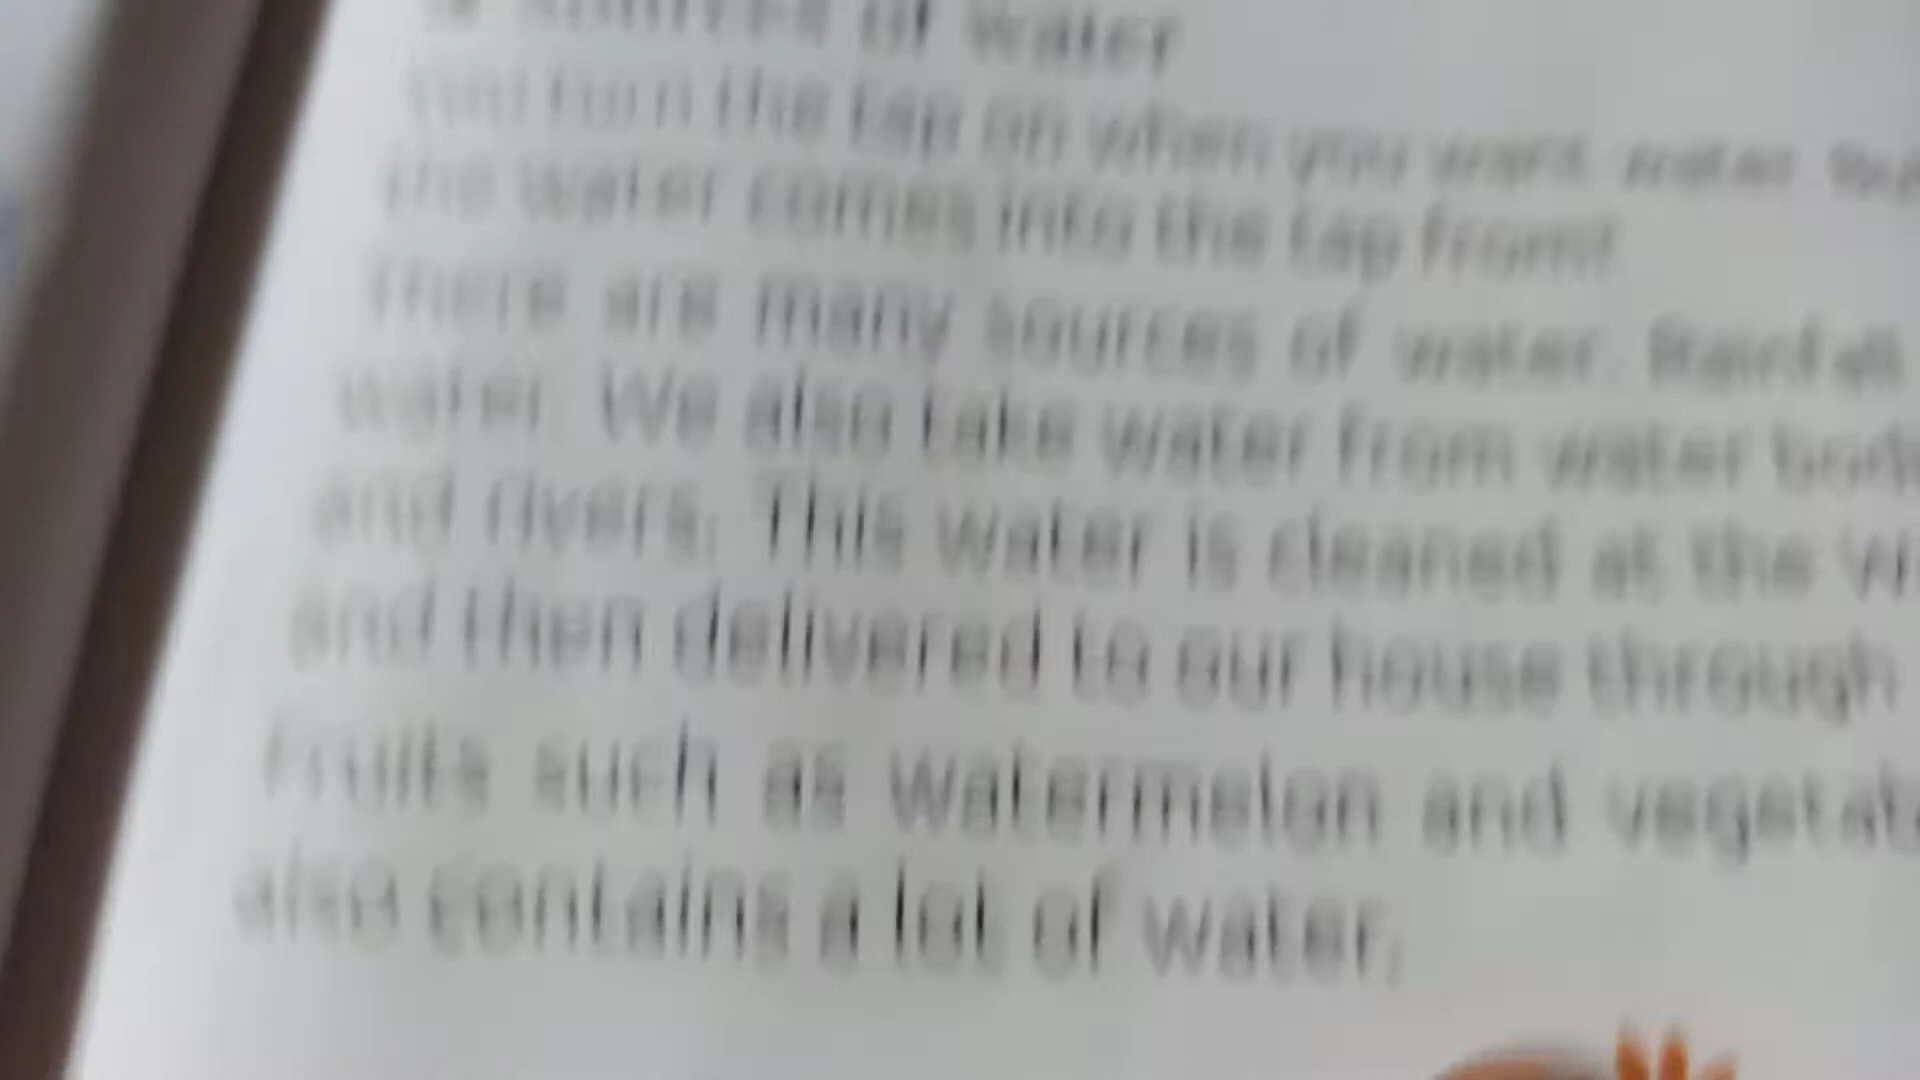 sources of water
turn the tap on when you want water but
the water comes into the tap from?
There are many sources of water. Rainfall
water. We also take water from water
and rivers. This water is cleaned at the
and then delivered to our house through
Fruits such as watermelon and
also contains a lot of water.